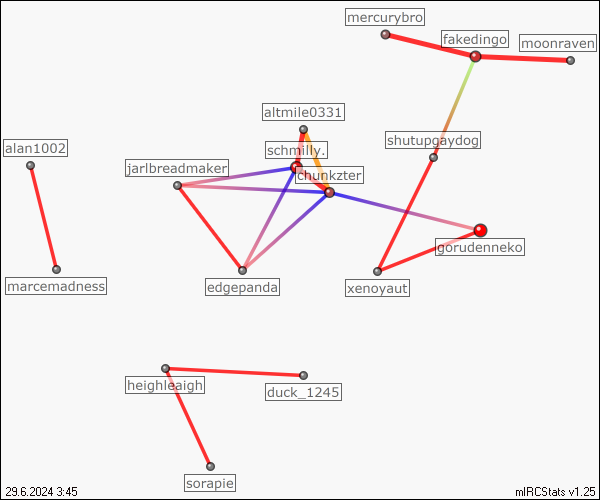 mercurybro
fakedingo
moonraven
altmile0331
shutupgaydog
alan1002
schmilly.
jarlbreadmaker
chunkzter
gorudenneko
marcemadness
edgepanda
xenoyaut
heighleaigh
duck_1245
sorapie
29.6.2024 3:45
mIRCStats v1.25